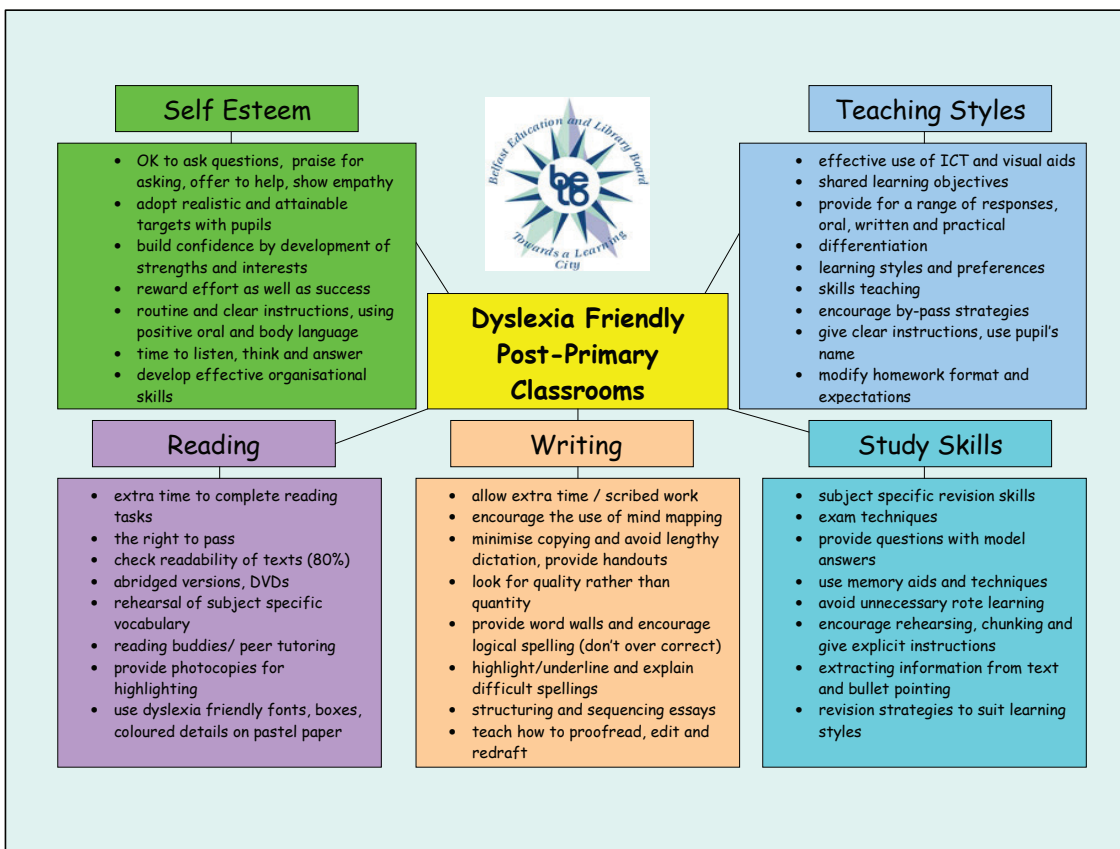 Self Esteem
• OK to ask questions, praise for
asking, offer to help, show empathy
• adopt realistic and attainable
targets with pupils
• build confidence by development of
strengths and interests
• reward effort as well as success
• routine and clear instructions, using
positive oral and body language
• time to listen, think and answer
• develop effective organisational
skills
Belfast Education and Library Board
belb
Towards a Learning
City
Teaching Styles
• effective use of ICT and visual aids
• shared learning objectives
• provide for a range of responses,
oral, written and practical
• differentiation
• learning styles and preferences
• skills teaching
• encourage by-pass strategies
• give clear instructions, use pupil's
name
• modify homework format and
expectations
Dyslexia Friendly
Post-Primary
Classrooms
Reading
• extra time to complete reading
tasks
• the right to pass
• check readability of texts (80%)
• abridged versions, DVDs
• rehearsal of subject specific
vocabulary
• reading buddies/ peer tutoring
• provide photocopies for
highlighting
• use dyslexia friendly fonts, boxes,
coloured details on pastel paper
Writing
• allow extra time / scribed work
• encourage the use of mind mapping
• minimise copying and avoid lengthy
dictation, provide handouts
• look for quality rather than
quantity
• provide word walls and encourage
logical spelling (don't over correct)
• highlight/underline and explain
difficult spellings
• structuring and sequencing essays
• teach how to proofread, edit and
redraft
Study Skills
• subject specific revision skills
• exam techniques
• provide questions with model
answers
• use memory aids and techniques
• avoid unnecessary rote learning
• encourage rehearsing, chunking and
give explicit instructions
• extracting information from text
and bullet pointing
• revision strategies to suit learning
styles